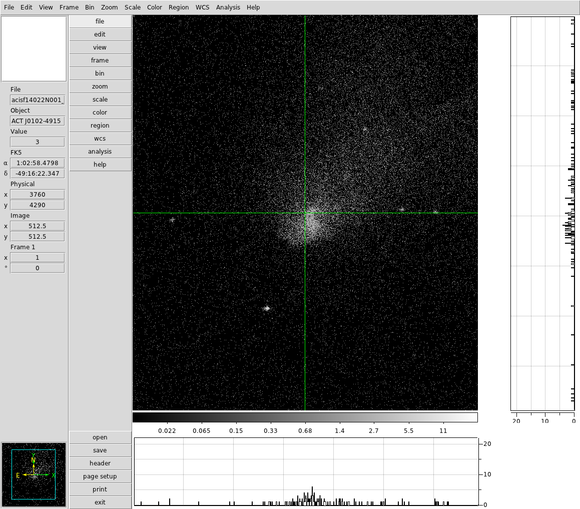 File Edit View Frame Bin Zoom Scale Color Region WCS Analysis Help
File
acisf14022N001_
Object
ACT J0102-4915
Value
3
FK5
α 1:02:58.4798
δ -49:16:22.347
Physical
x 3760
y 4290
Image
x 512.5
y 512.5
Frame 1
x 1
° 0
file
edit
view
frame
bin
zoom
scale
color
region
wcs
analysis
help
open
save
header
page setup
print
exit
N
E
X
0.022 0.065 0.15 0.33 0.68 1.4 2.7 5.5 11
20 10 0
20
10
0